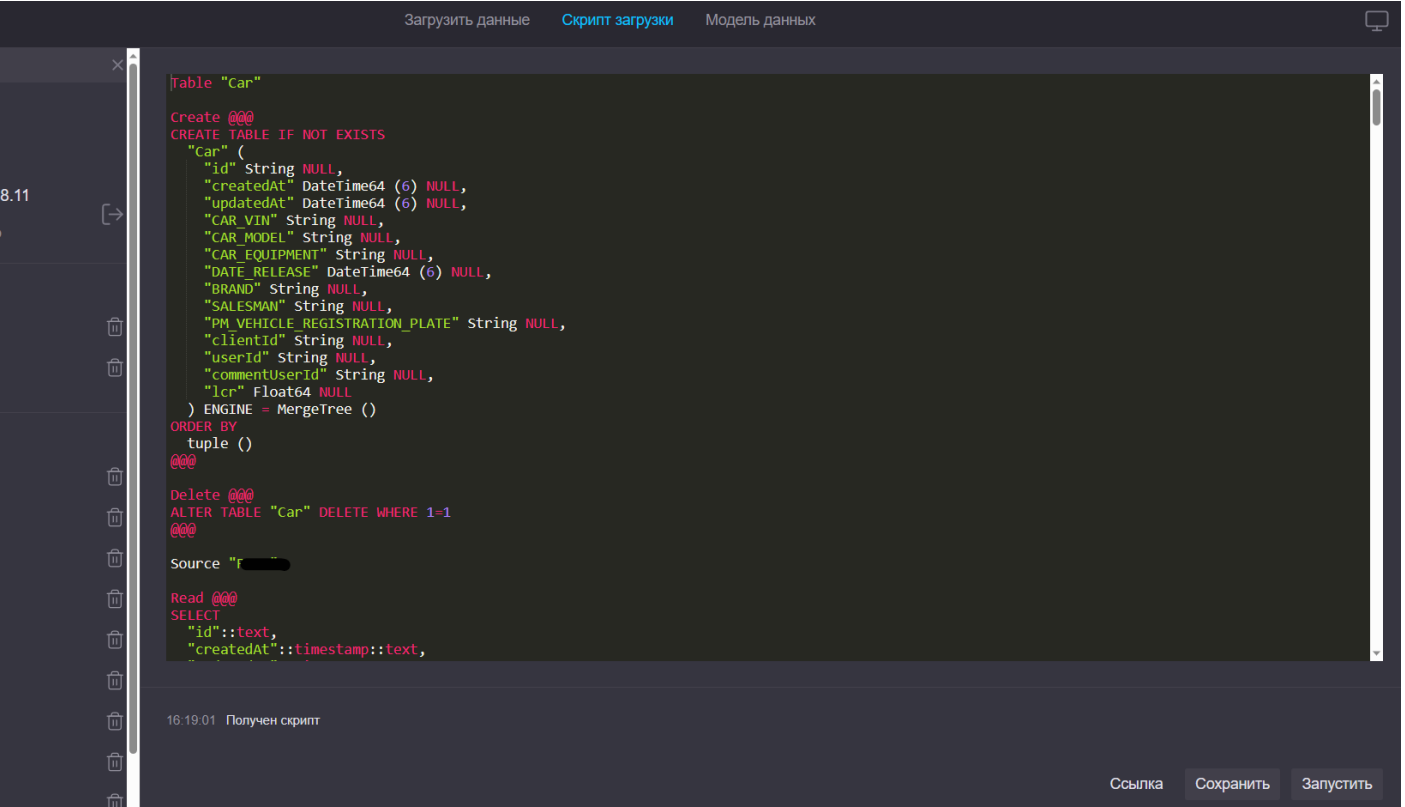 Загрузить данные
Скрипт загрузки
Модель данных
8.11
Table "Car"
Create @@@
CREATE TABLE IF NOT EXISTS
"Car" (
"id" String NULL,
"createdAt" DateTime64 (6) NULL,
"updatedAt" DateTime64 (6) NULL,
"CAR_VIN" String NULL,
"CAR_MODEL" String NULL,
"CAR_EQUIPMENT" String NULL,
"DATE_RELEASE" DateTime64 (6) NULL,
"BRAND" String NULL,
"SALESMAN" String NULL,
"PM_VEHICLE_REGISTRATION_PLATE" String NULL,
"clientId" String NULL,
"userId" String NULL,
"commentUserId" String NULL,
"lcr" Float64 NULL
) ENGINE = MergeTree ()
ORDER BY
tuple ()
@@@
Delete @@@
ALTER TABLE "Car" DELETE WHERE 1=1
@@@
Source
Read @@@
SELECT
"id"::text,
"createdAt"::timestamp::text,
16:19:01 Получен скрипт
Ссылка
Сохранить
Запустить